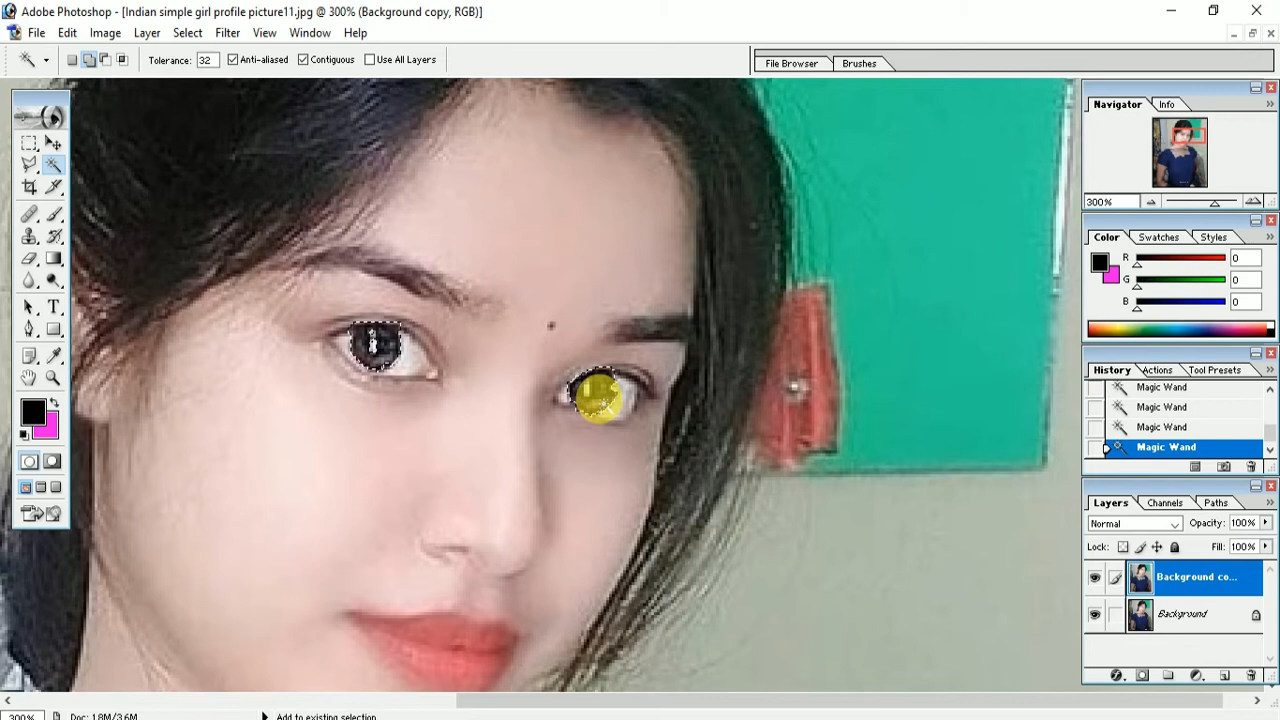 Adobe Photoshop - [Indian simple girl profile picture11.jpg @ 300% (Background copy, RGB)]
File Edit Image Layer Select Filter View Window Help
Tolerance: 32 Anti-aliased Contiguous Use All Layers
File Browser Brushes
Navigator Info
300%
Color Swatches Styles
R 0
G 0
B 0
History Actions Tool Presets
Magic Wand
Magic Wand
Magic Wand
Magic Wand
Layers Channels Paths
Normal Opacity: 100%
Lock: Fill: 100%
Background co...
Background
300% Doc: 1.8M/3.6M Add to existing selection